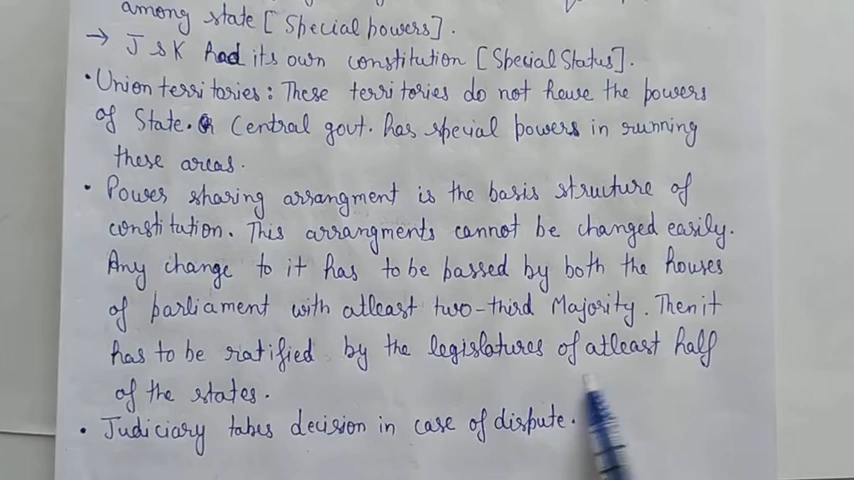 among state [Special powers].
→ J & K had its own constitution [Special Status].
• Union territories: These territories do not have the powers
of State. Central govt. has special powers in running
these areas.
• Power sharing arrangment is the basis structure of
constitution. This arrangments cannot be changed easily.
Any change to it has to be passed by both the houses
of parliament with atleast two-third Majority. Then it
has to be ratified by the legislatures of atleast half
of the states.
• Judiciary takes decision in case of dispute.